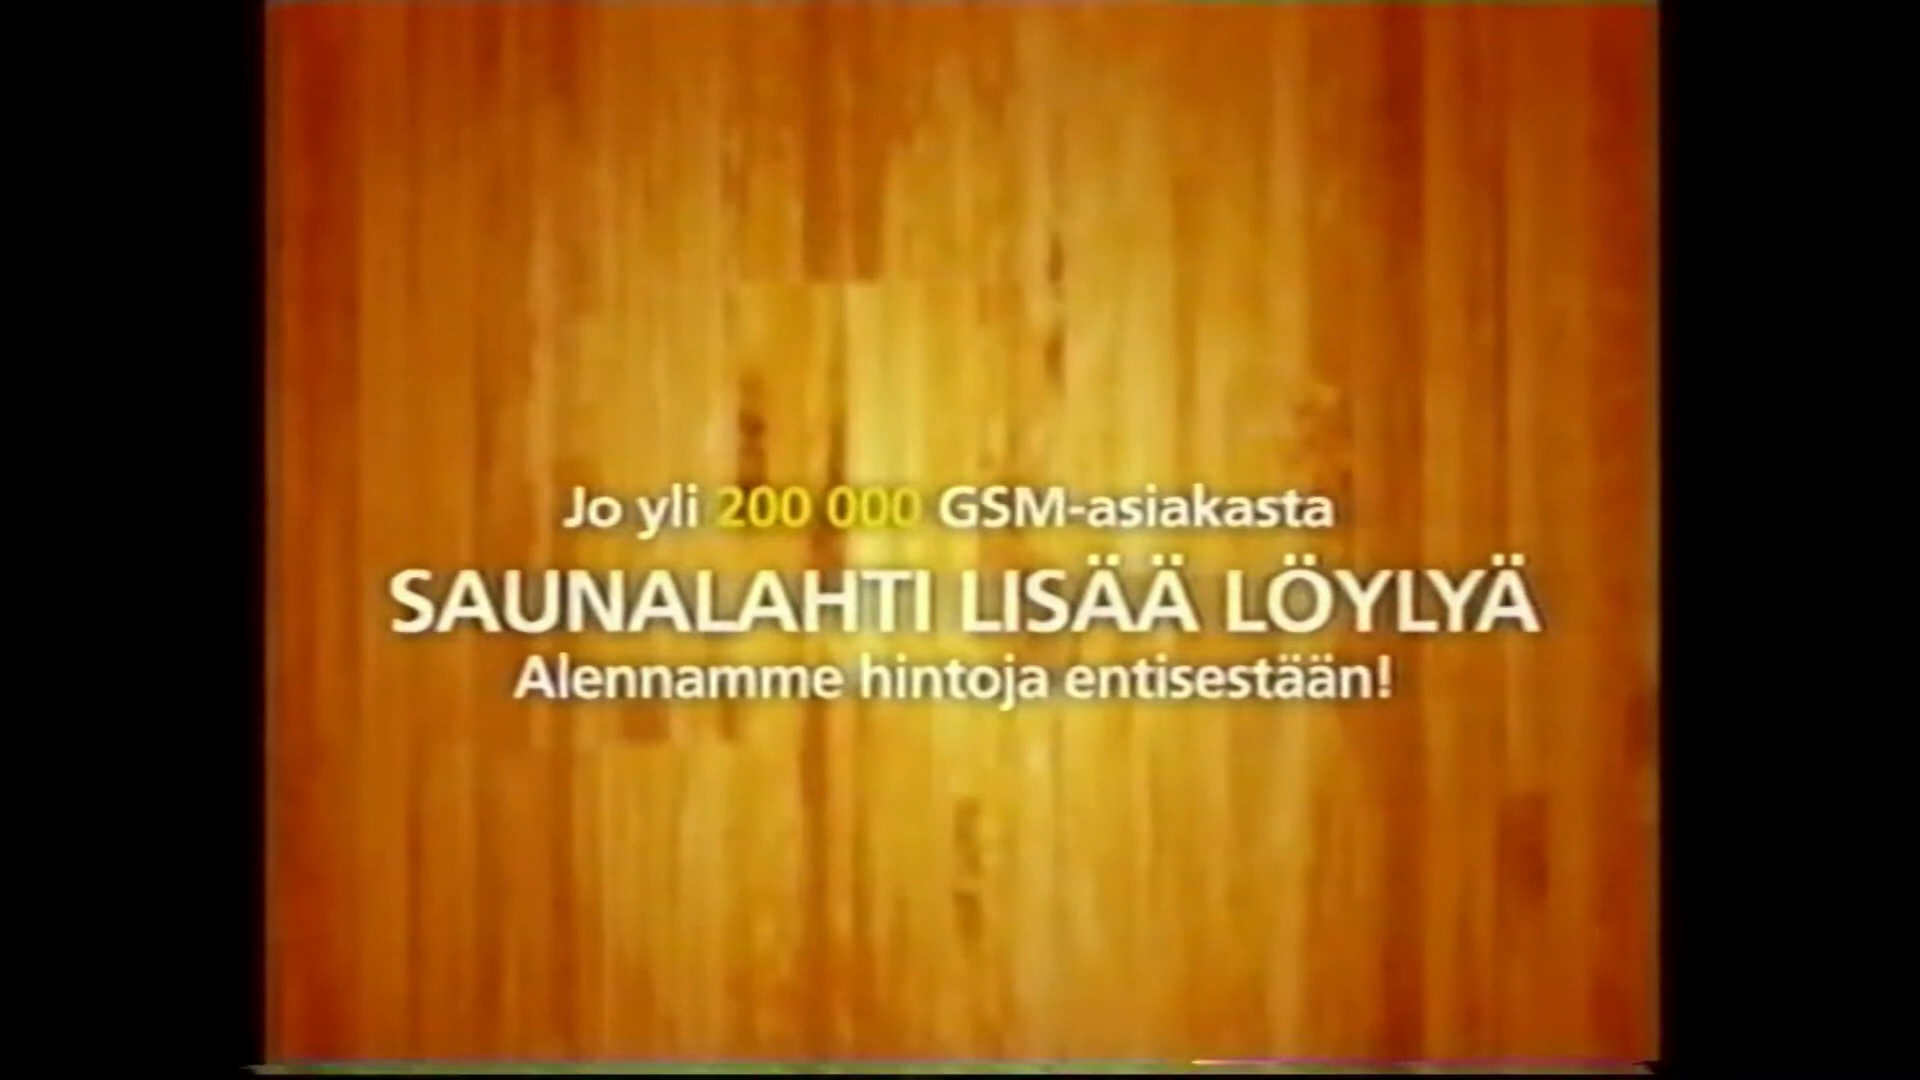 Jo yli 200 000 GSM-asiakasta
SAUNALAHTI LISÄÄ LÖYLYÄ
Alennamme hintoja entisestään!